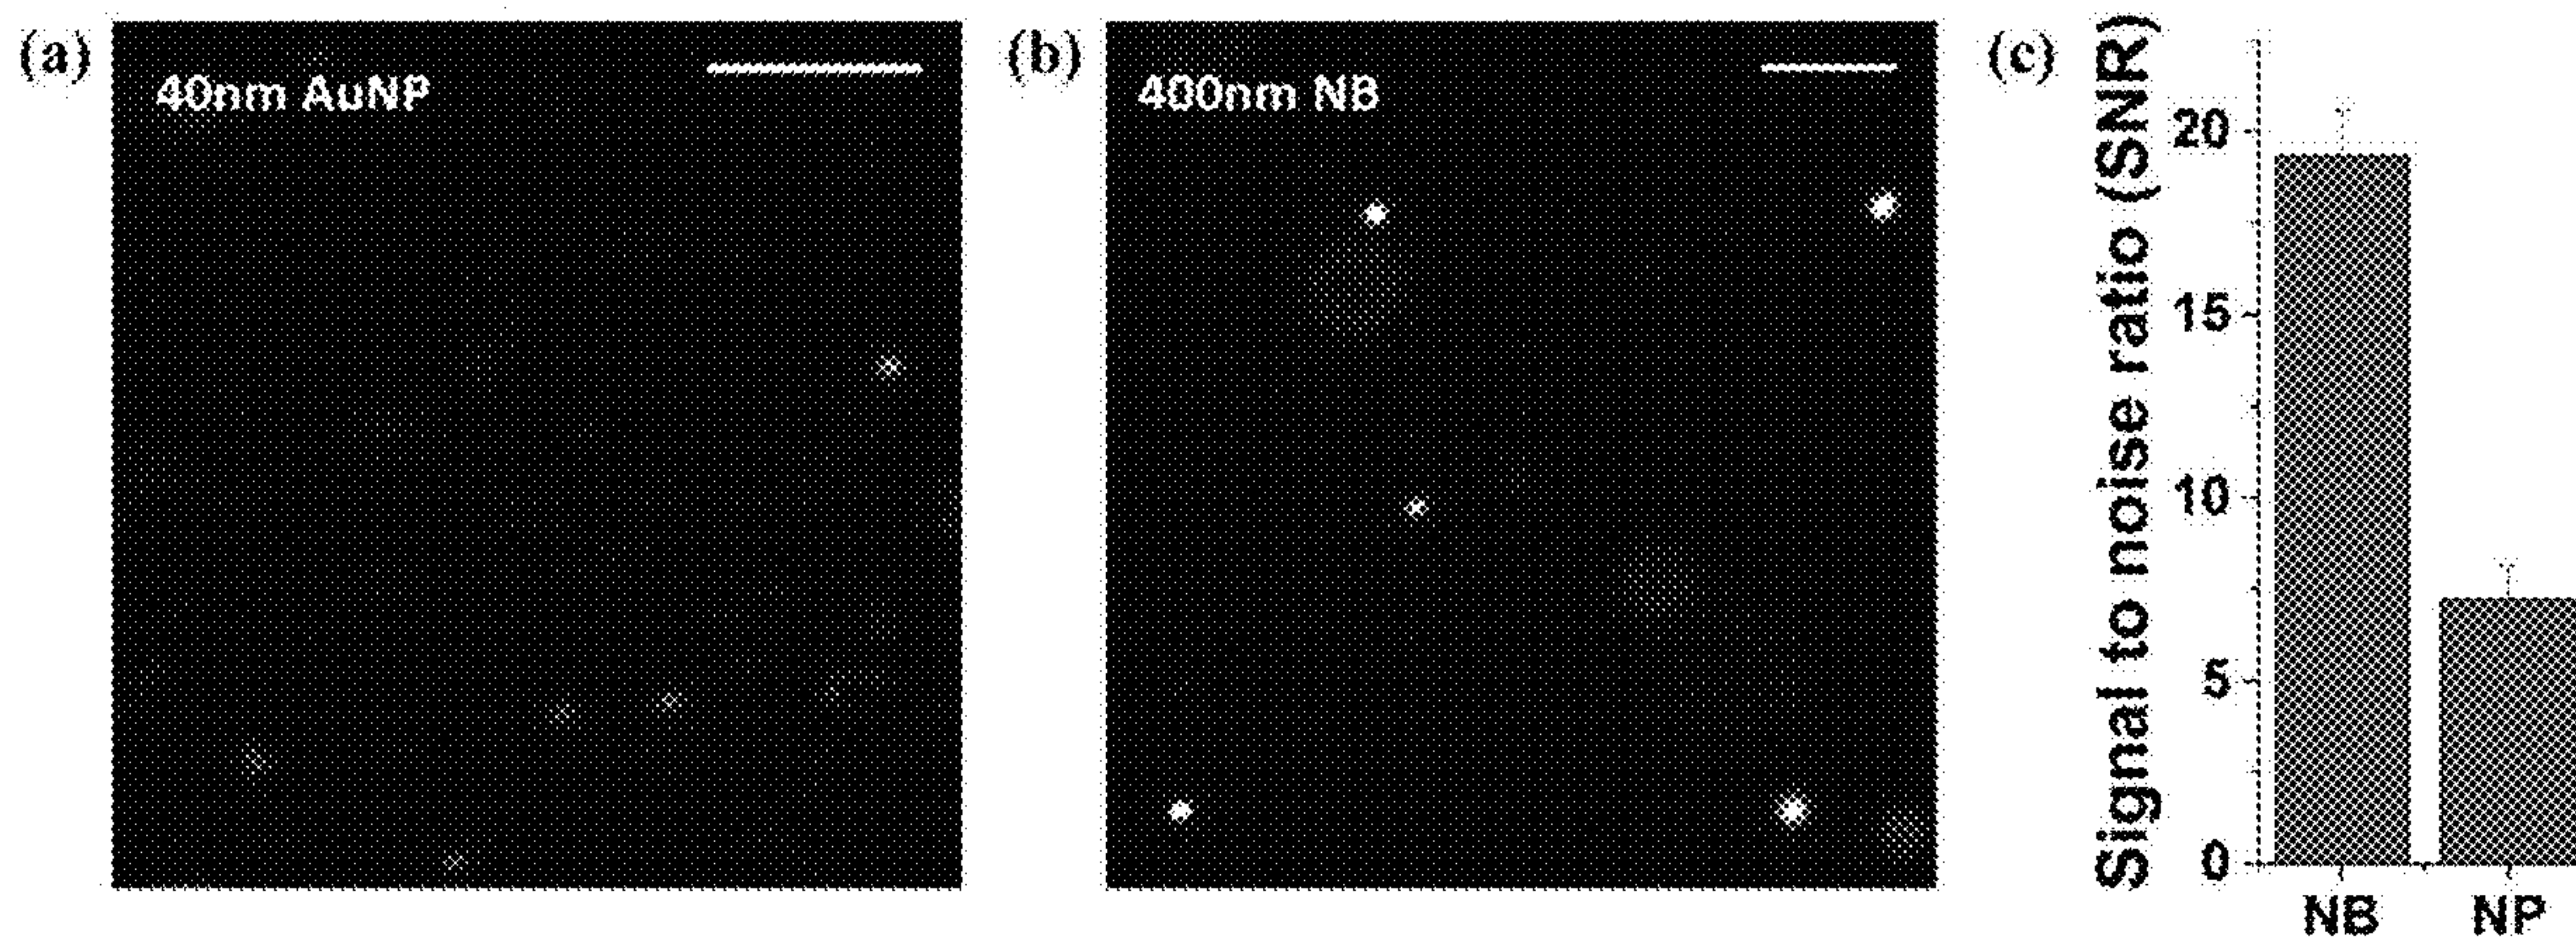 (a)
40nm AuNP
(b)
400nm NB
(c)
Signal to noise ratio (SNR)
20
15
10
5
0
NB
NP